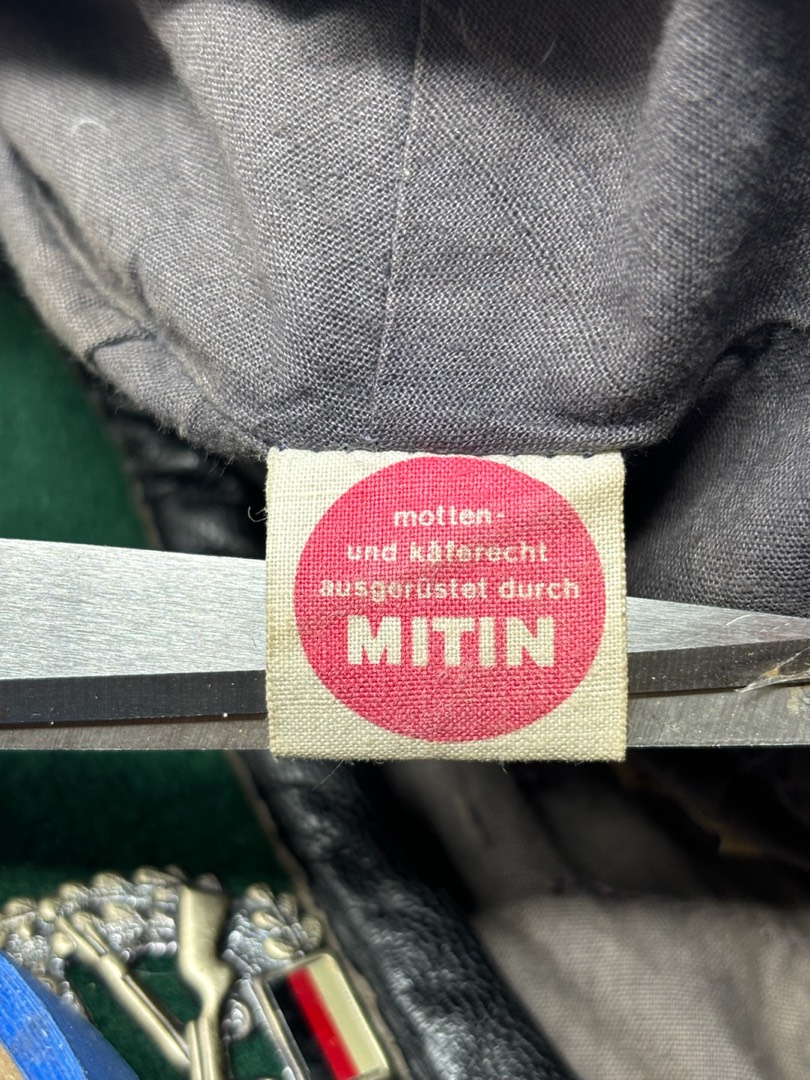 motten-
und käferecht
ausgerüstet durch
MITIN